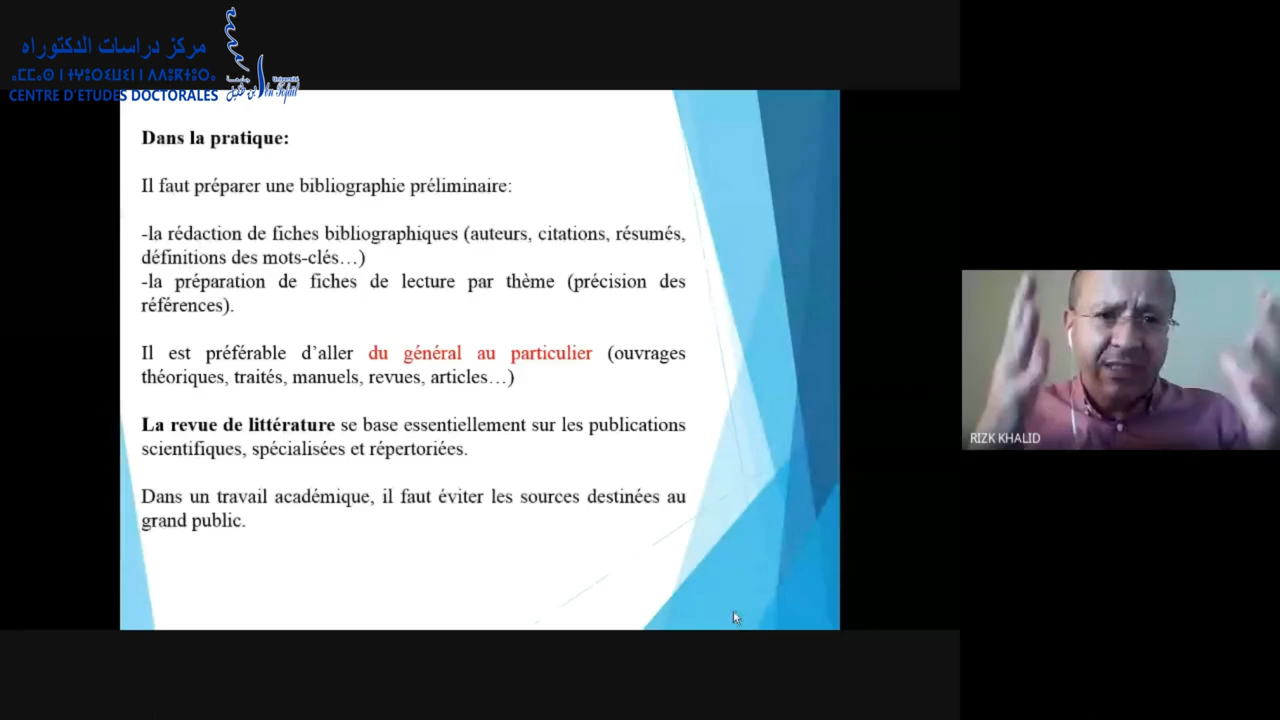 مركز دراسات الدكتوراه
CENTRE D'ETUDES DOCTORALES
Université
Ibn Tofail
Dans la pratique:
Il faut préparer une bibliographie préliminaire:
-la rédaction de fiches bibliographiques (auteurs, citations, résumés,
définitions des mots-clés…)
-la préparation de fiches de lecture par thème (précision des
références).
Il est préférable d’aller du général au particulier (ouvrages
théoriques, traités, manuels, revues, articles…)
La revue de littérature se base essentiellement sur les publications
scientifiques, spécialisées et répertoriées.
Dans un travail académique, il faut éviter les sources destinées au
grand public.
RIZK KHALID